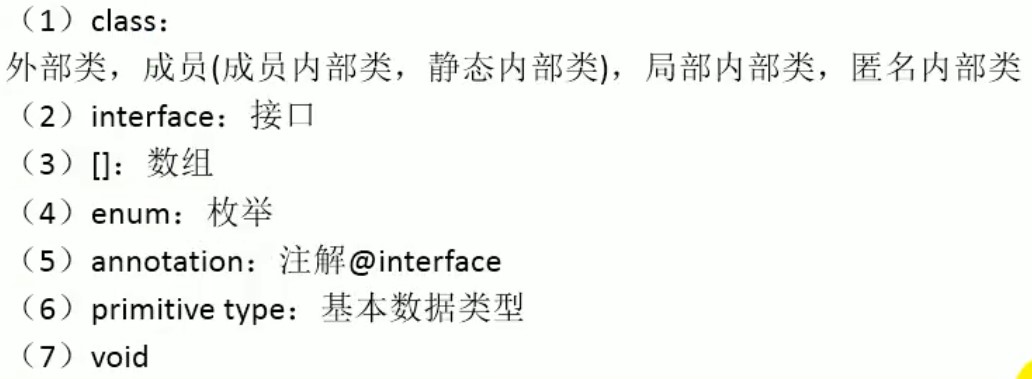 （1）class：
外部类，成员(成员内部类，静态内部类)，局部内部类，匿名内部类
（2）interface：接口
（3）[]：数组
（4）enum：枚举
（5）annotation：注解@interface
（6）primitive type：基本数据类型
（7）void